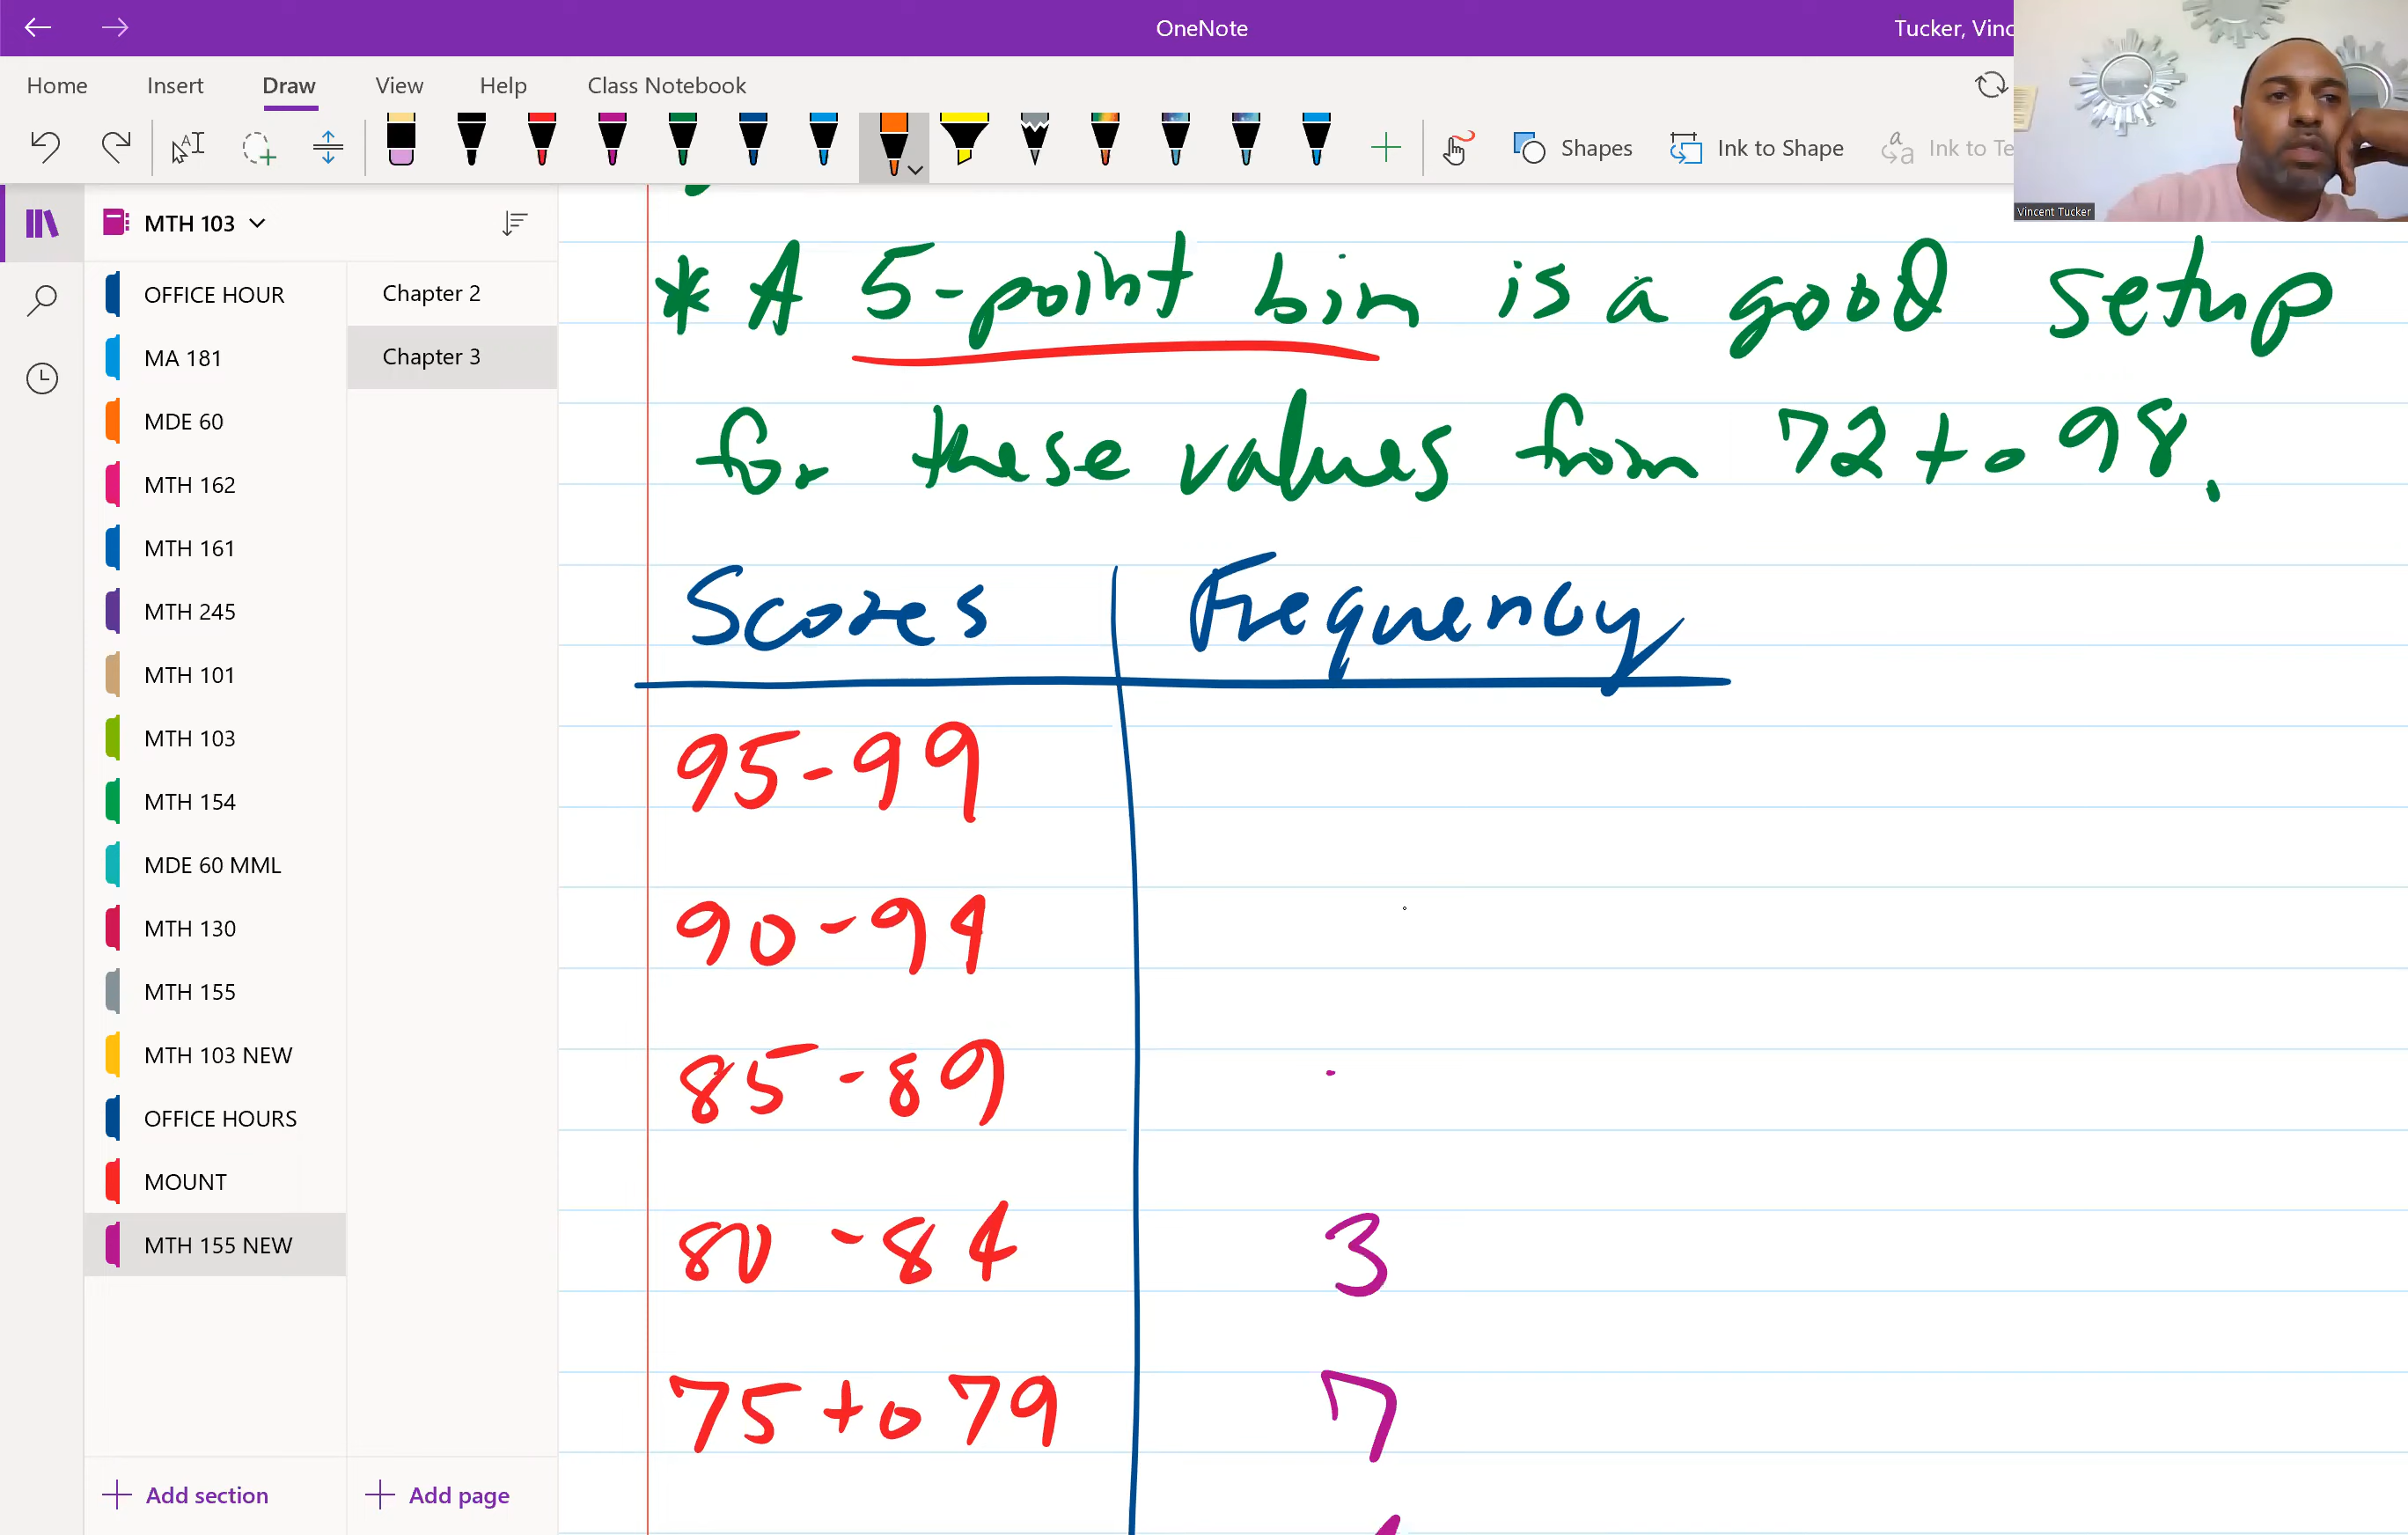 OneNote
Tucker, Vinc
Home Insert Draw View Help Class Notebook
Shapes Ink to Shape Ink to Te
Vincent Tucker
MTH 103
OFFICE HOUR
MA 181
MDE 60
MTH 162
MTH 161
MTH 245
MTH 101
MTH 103
MTH 154
MDE 60 MML
MTH 130
MTH 155
MTH 103 NEW
OFFICE HOURS
MOUNT
MTH 155 NEW
Add section
Chapter 2
Chapter 3
Add page
* A 5-point bin is a good setup
for these values from 72 to 98.
Scores Frequency
95-99
90-94
85-89
80-84 3
75 to 79 7